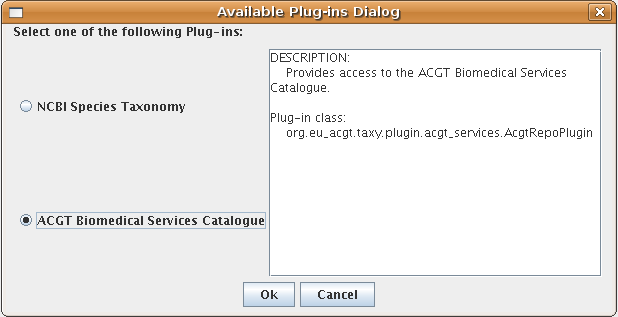 Available Plug-ins Dialog
Select one of the following Plug-ins:
NCBI Species Taxonomy
ACGT Biomedical Services Catalogue
DESCRIPTION:
Provides access to the ACGT Biomedical Services
Catalogue.
Plug-in class:
org.eu_acgt.taxy.plugin.acgt_services.AcgtRepoPlugin
Ok
Cancel